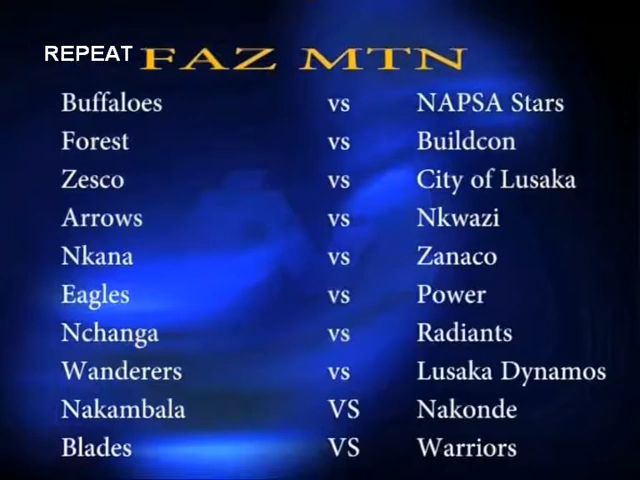 REPEAT FAZ MTN
Buffaloes vs NAPSA Stars
Forest vs Buildcon
Zesco vs City of Lusaka
Arrows vs Nkwazi
Nkana vs Zanaco
Eagles vs Power
Nchanga vs Radiants
Wanderers vs Lusaka Dynamos
Nakambala VS Nakonde
Blades VS Warriors